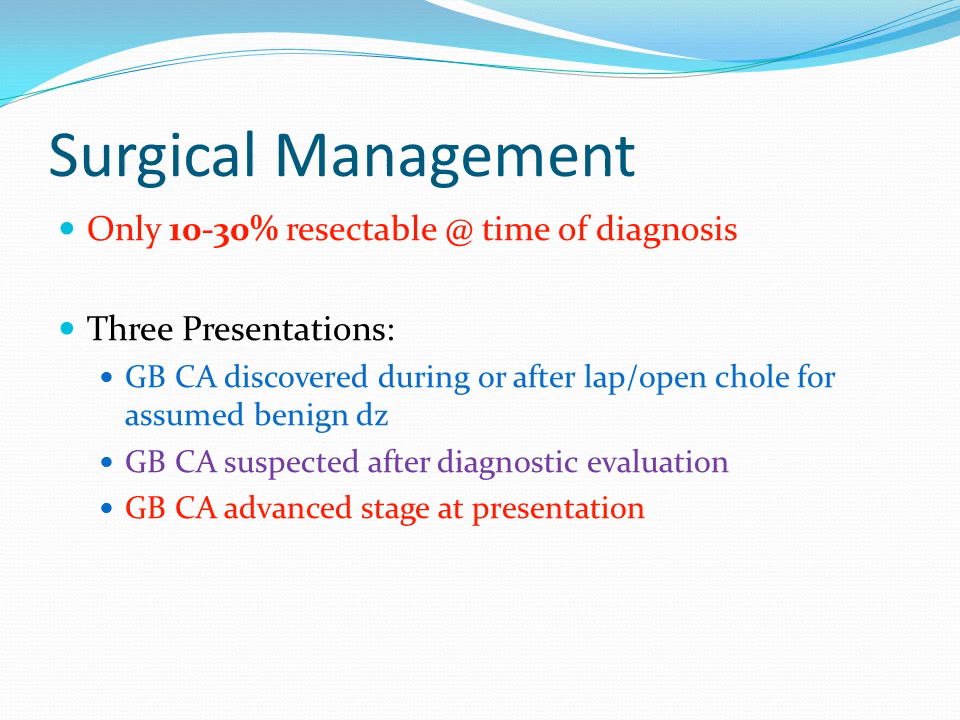 Surgical Management
Only 10-30% resectable @ time of diagnosis
Three Presentations:
GB CA discovered during or after lap/open chole for
assumed benign dz
GB CA suspected after diagnostic evaluation
GB CA advanced stage at presentation